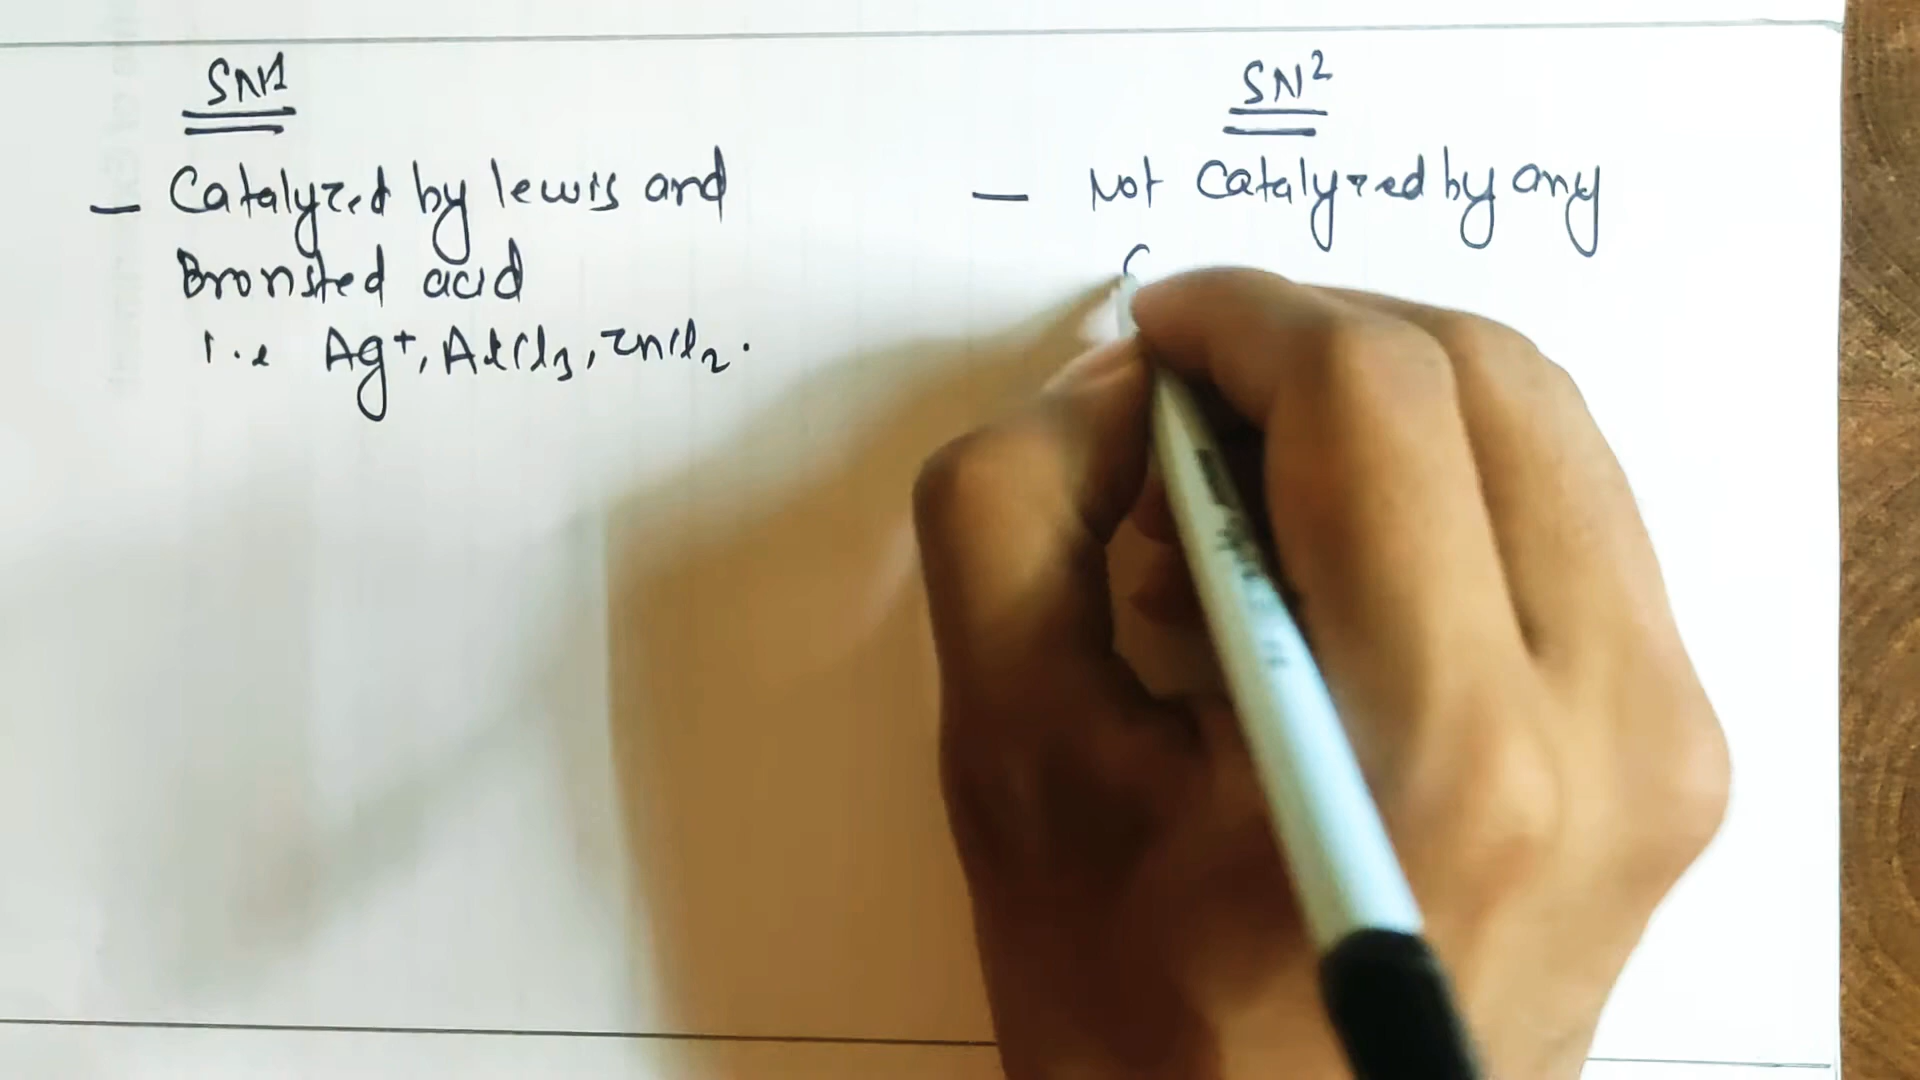 SN1
– Catalyzed by lewis and
Bronsted acid
i.e Ag+, AlCl3, ZnCl2.
SN2
– Not Catalyzed by any
C